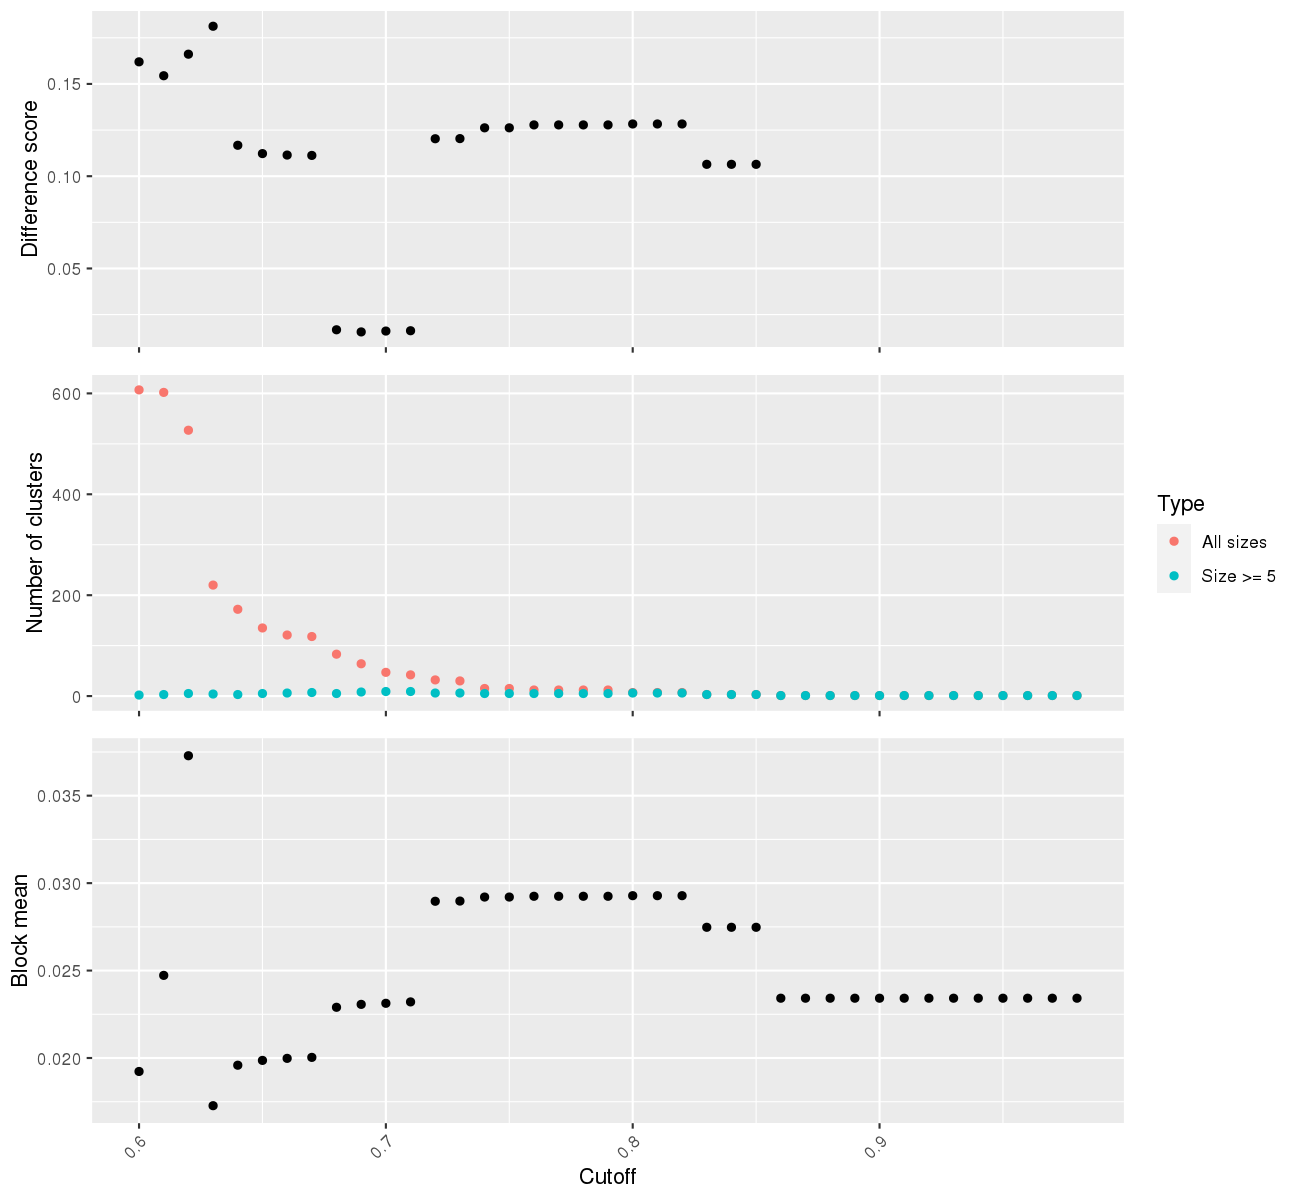 Difference score
0.15
0.10
0.05
Number of clusters
600
400
200
0
Type
All sizes
Size >= 5
Block mean
0.035
0.030
0.025
0.020
0.6
0.7
0.8
0.9
Cutoff